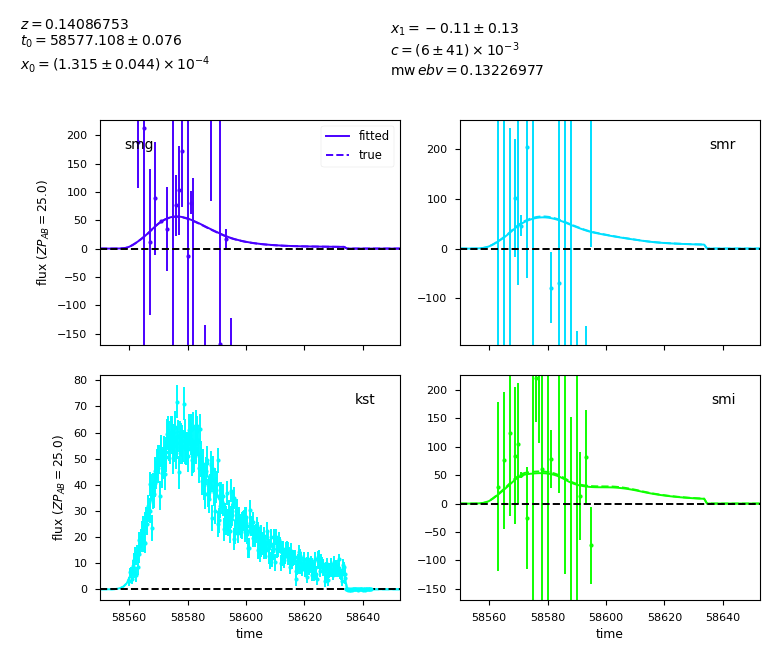 z = 0.14086753
t₀ = 58577.108 ± 0.076
x₀ = (1.315 ± 0.044) × 10⁻⁴
x₁ = −0.11 ± 0.13
c = (6 ± 41) × 10⁻³
mw ebv = 0.13226977
smg
fitted
true
flux (ZP_AB = 25.0)
200
150
100
50
0
−50
−100
−150
smr
200
100
0
−100
kst
flux (ZP_AB = 25.0)
80
70
60
50
40
30
20
10
0
58560 58580 58600 58620 58640
time
smi
200
150
100
50
0
−50
−100
−150
58560 58580 58600 58620 58640
time